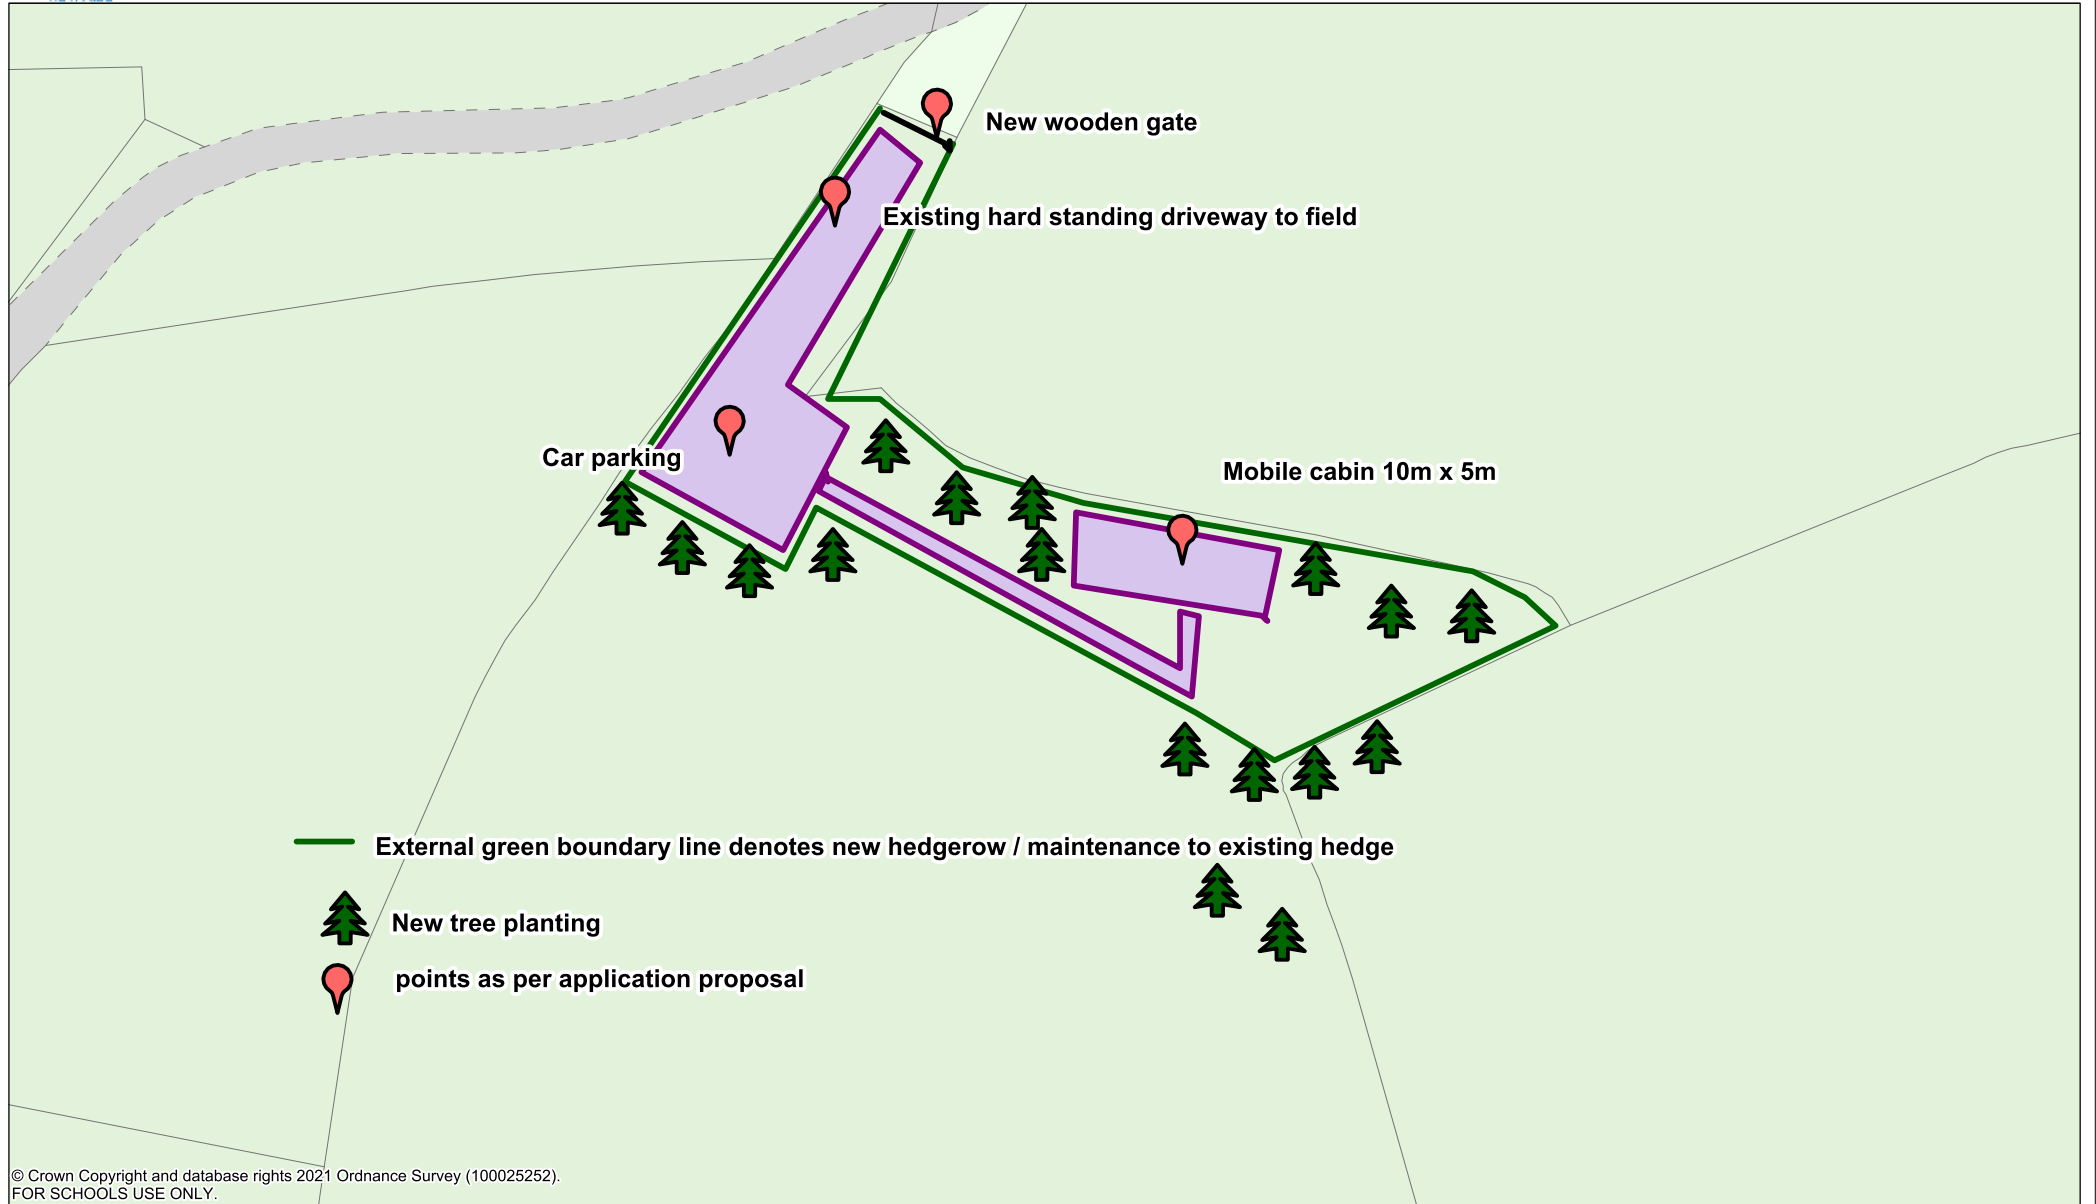 New wooden gate
Existing hard standing driveway to field
Car parking
Mobile cabin 10m x 5m
External green boundary line denotes new hedgerow / maintenance to existing hedge
New tree planting
points as per application proposal
© Crown Copyright and database rights 2021 Ordnance Survey (100025252).
FOR SCHOOLS USE ONLY.